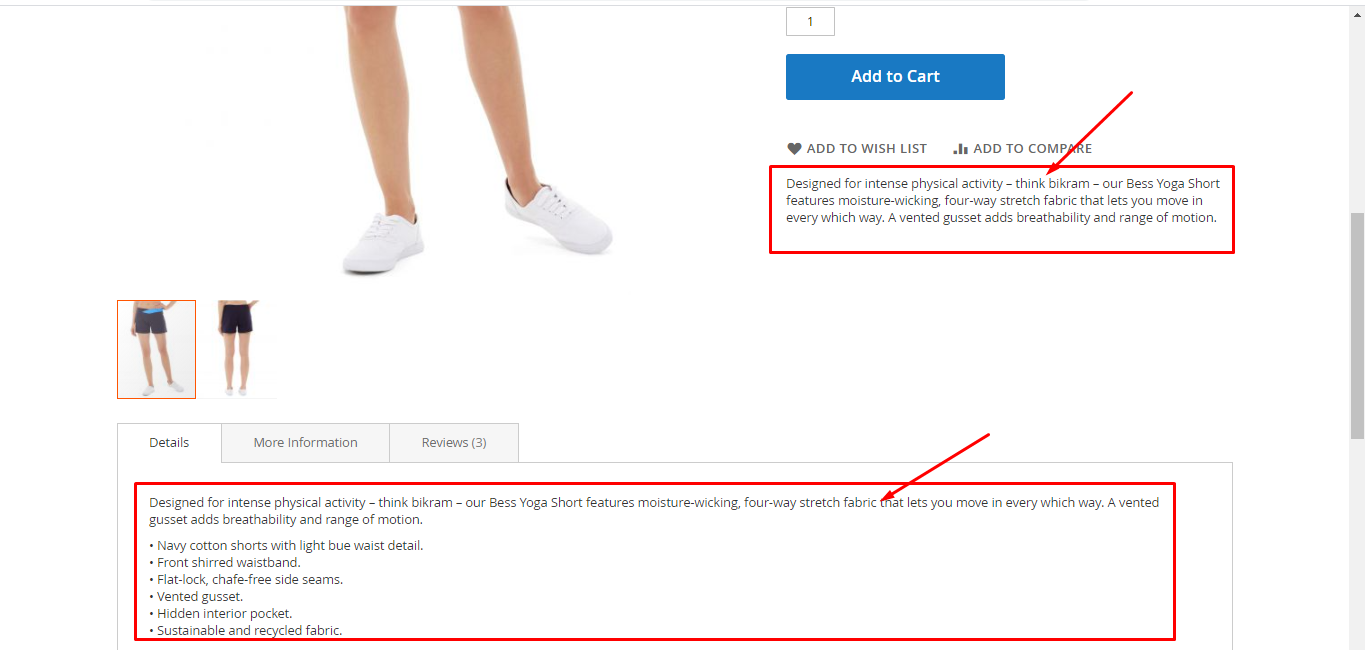 1
Add to Cart
ADD TO WISH LIST
ADD TO COMPARE
Designed for intense physical activity – think bikram – our Bess Yoga Short
features moisture-wicking, four-way stretch fabric that lets you move in
every which way. A vented gusset adds breathability and range of motion.
Details
More Information
Reviews (3)
Designed for intense physical activity – think bikram – our Bess Yoga Short features moisture-wicking, four-way stretch fabric that lets you move in every which way. A vented
gusset adds breathability and range of motion.
• Navy cotton shorts with light bue waist detail.
• Front shirred waistband.
• Flat-lock, chafe-free side seams.
• Vented gusset.
• Hidden interior pocket.
• Sustainable and recycled fabric.